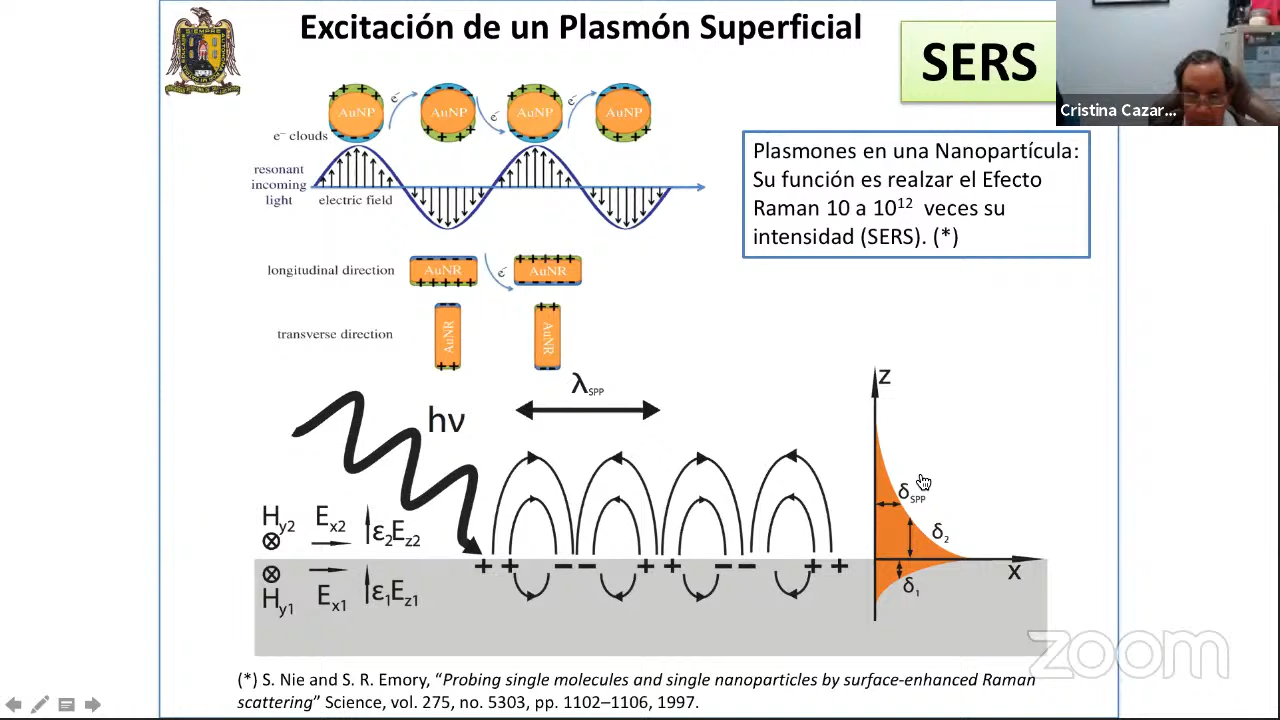 Excitación de un Plasmón Superficial
SERS
Cristina Cazar...
AuNP
AuNP
AuNP
AuNP
e⁻
e⁻
e⁻
e⁻ clouds
resonant
incoming
light
electric field
Plasmones en una Nanopartícula:
Su función es realzar el Efecto
Raman 10 a 10¹² veces su
intensidad (SERS). (*)
longitudinal direction
AuNR
e⁻
AuNR
transverse direction
AuNR
AuNR
λSPP
hν
z
δSPP
δ2
δ1
x
Hy2
Ex2
ε2Ez2
Hy1
Ex1
ε1Ez1
zoom
(*) S. Nie and S. R. Emory, “Probing single molecules and single nanoparticles by surface-enhanced Raman
scattering” Science, vol. 275, no. 5303, pp. 1102–1106, 1997.